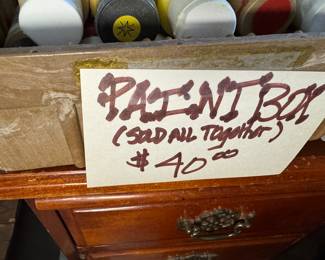 PAINT BOX
(SOLD ALL TOGETHER)
$ 40.00